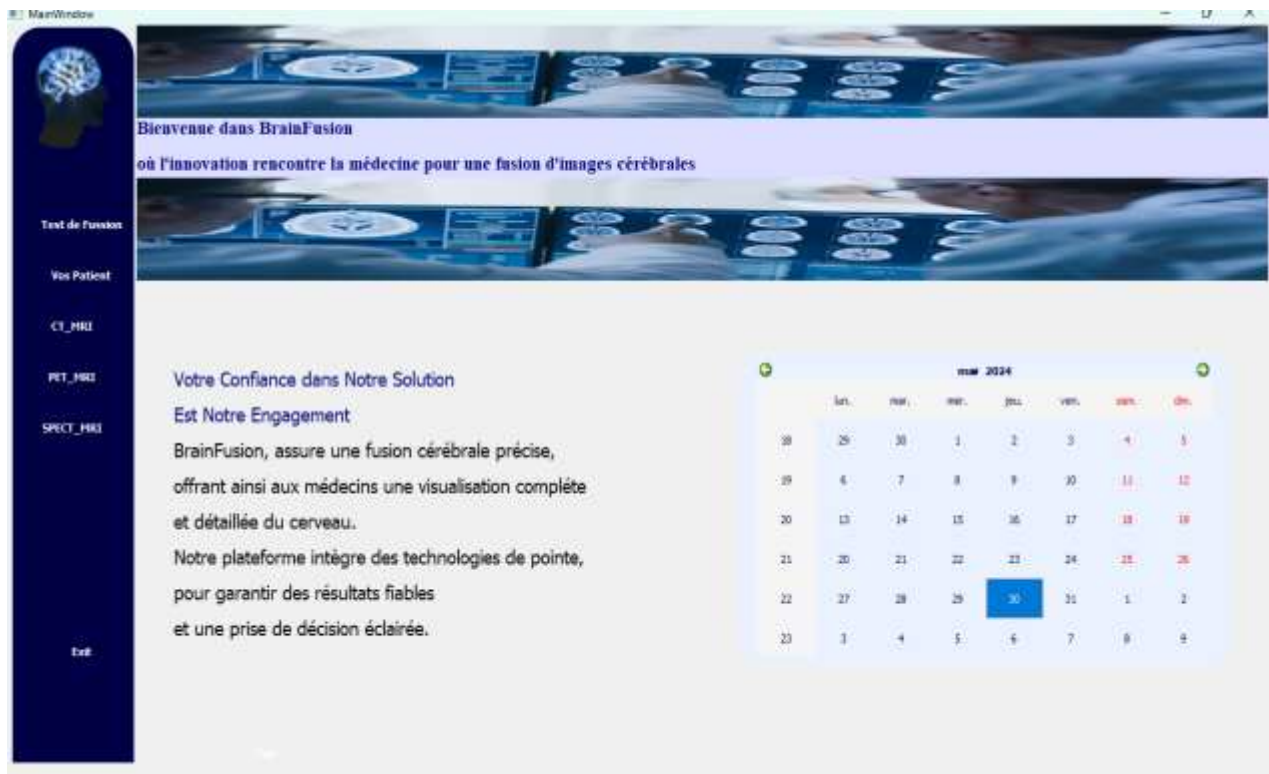 MainWindow
Bienvenue dans BrainFusion
où l'innovation rencontre la médecine pour une fusion d'images cérébrales
Test de Fussion
Vos Patient
CT_MRI
PET_MRI
SPECT_MRI
Exit
Votre Confiance dans Notre Solution
Est Notre Engagement
BrainFusion, assure une fusion cérébrale précise,
offrant ainsi aux médecins une visualisation complète
et détaillée du cerveau.
Notre plateforme intègre des technologies de pointe,
pour garantir des résultats fiables
et une prise de décision éclairée.
mai 2024
lun. mar. mer. jeu. ven. sam. dim.
18 29 30 1 2 3 4 5
19 6 7 8 9 10 11 12
20 13 14 15 16 17 18 19
21 20 21 22 23 24 25 26
22 27 28 29 30 31 1 2
23 3 4 5 6 7 8 9